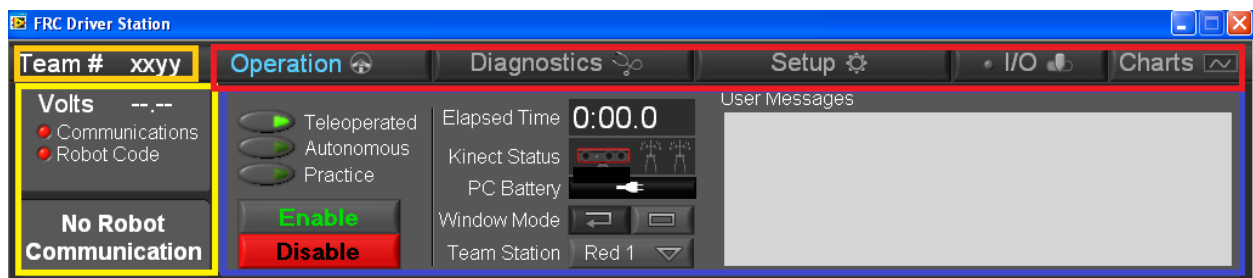 FRC Driver Station
Team # xxyy
Operation Diagnostics Setup I/O Charts
Volts --.--
Communications
Robot Code
No Robot
Communication
Teleoperated
Autonomous
Practice
Enable
Disable
Elapsed Time 0:00.0
Kinect Status
PC Battery
Window Mode
Team Station Red 1
User Messages